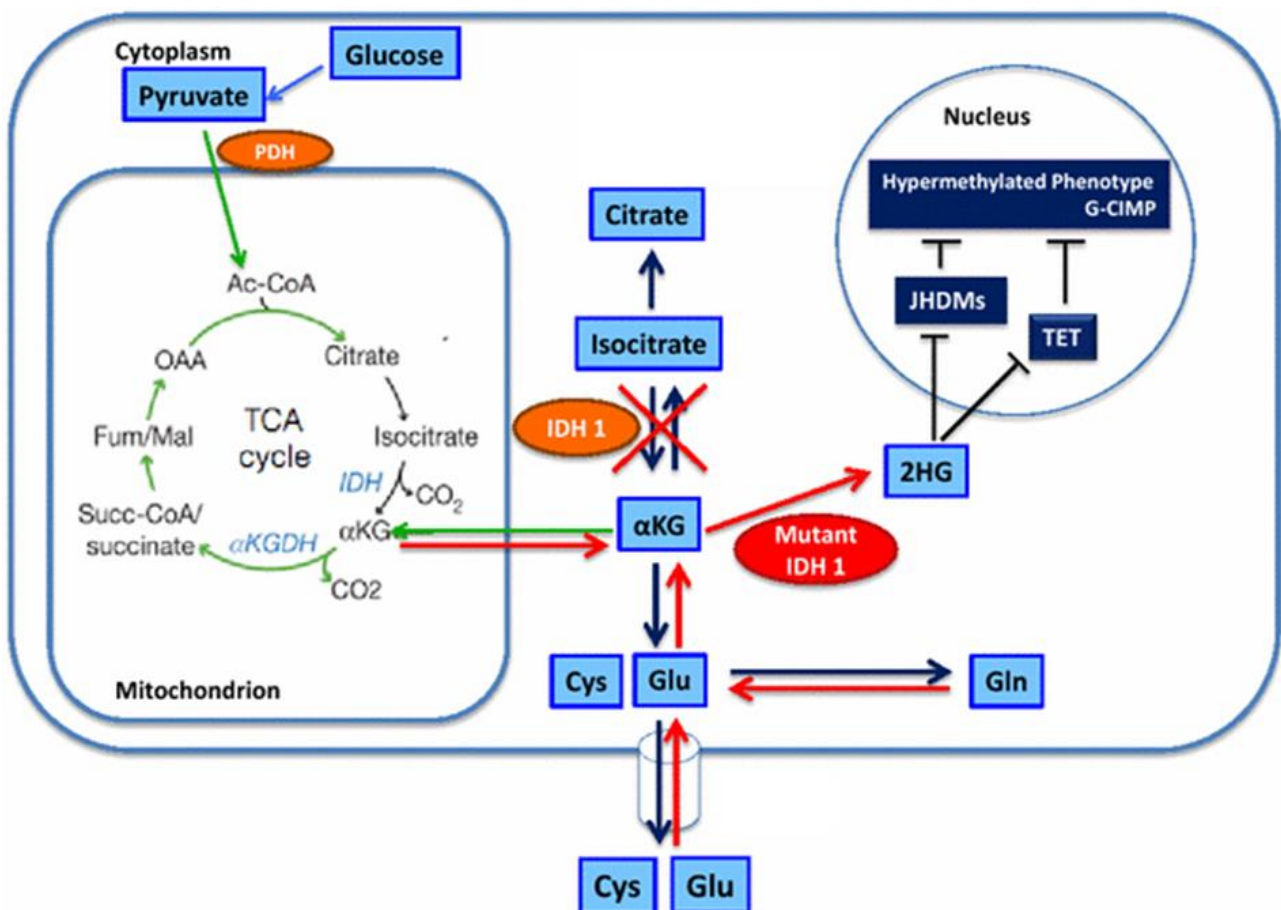 Cytoplasm
Glucose
Pyruvate
PDH
Nucleus
Hypermethylated Phenotype
G-CIMP
JHDMs
TET
Citrate
Isocitrate
IDH 1
αKG
2HG
Mutant
IDH 1
Ac-CoA
OAA
Citrate
TCA
cycle
Fum/Mal
Isocitrate
IDH
CO2
Succ-CoA/
succinate
αKGDH
αKG
CO2
Mitochondrion
Cys
Glu
Gln
Cys
Glu